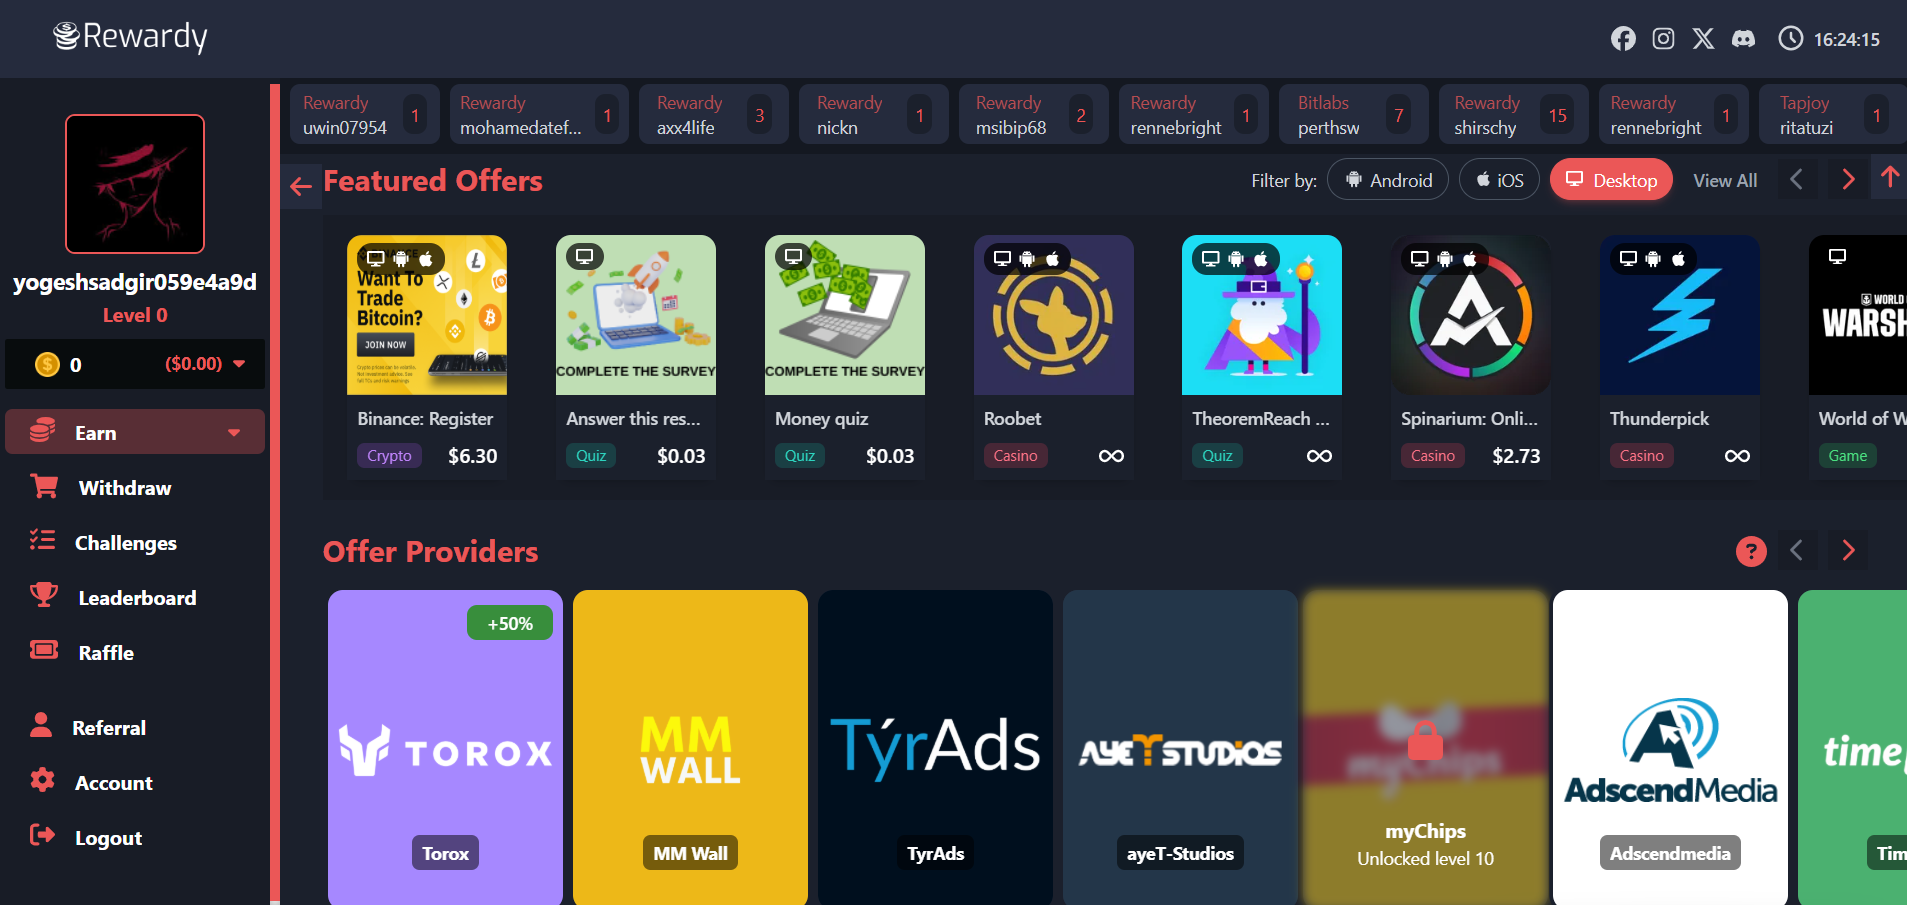 Rewardy
16:24:15
yogeshsadgir059e4a9d
Level 0
0 ($0.00)
Earn
Withdraw
Challenges
Leaderboard
Raffle
Referral
Account
Logout
Rewardy
uwin07954
1
Rewardy
mohamedatef...
1
Rewardy
axx4life
3
Rewardy
nickn
1
Rewardy
msibip68
2
Rewardy
rennebright
1
Bitlabs
perthsw
7
Rewardy
shirschy
15
Rewardy
rennebright
1
Tapjoy
ritatuzi
1
Featured Offers
Filter by:
Android
iOS
Desktop
View All
Want To
Trade
Bitcoin?
JOIN NOW
Binance: Register
Crypto $6.30
COMPLETE THE SURVEY
Answer this res...
Quiz $0.03
COMPLETE THE SURVEY
Money quiz
Quiz $0.03
Roobet
Casino
TheoremReach ...
Quiz
Spinarium: Onli...
Casino $2.73
Thunderpick
Casino
WORLD
WARSH
World of W
Game
Offer Providers
?
+50%
TOROX
Torox
MM
WALL
MM Wall
TýrAds
TyrAds
AYET STUDIOS
ayeT-Studios
myChips
myChips
Unlocked level 10
AdscendMedia
Adscendmedia
time
Tim